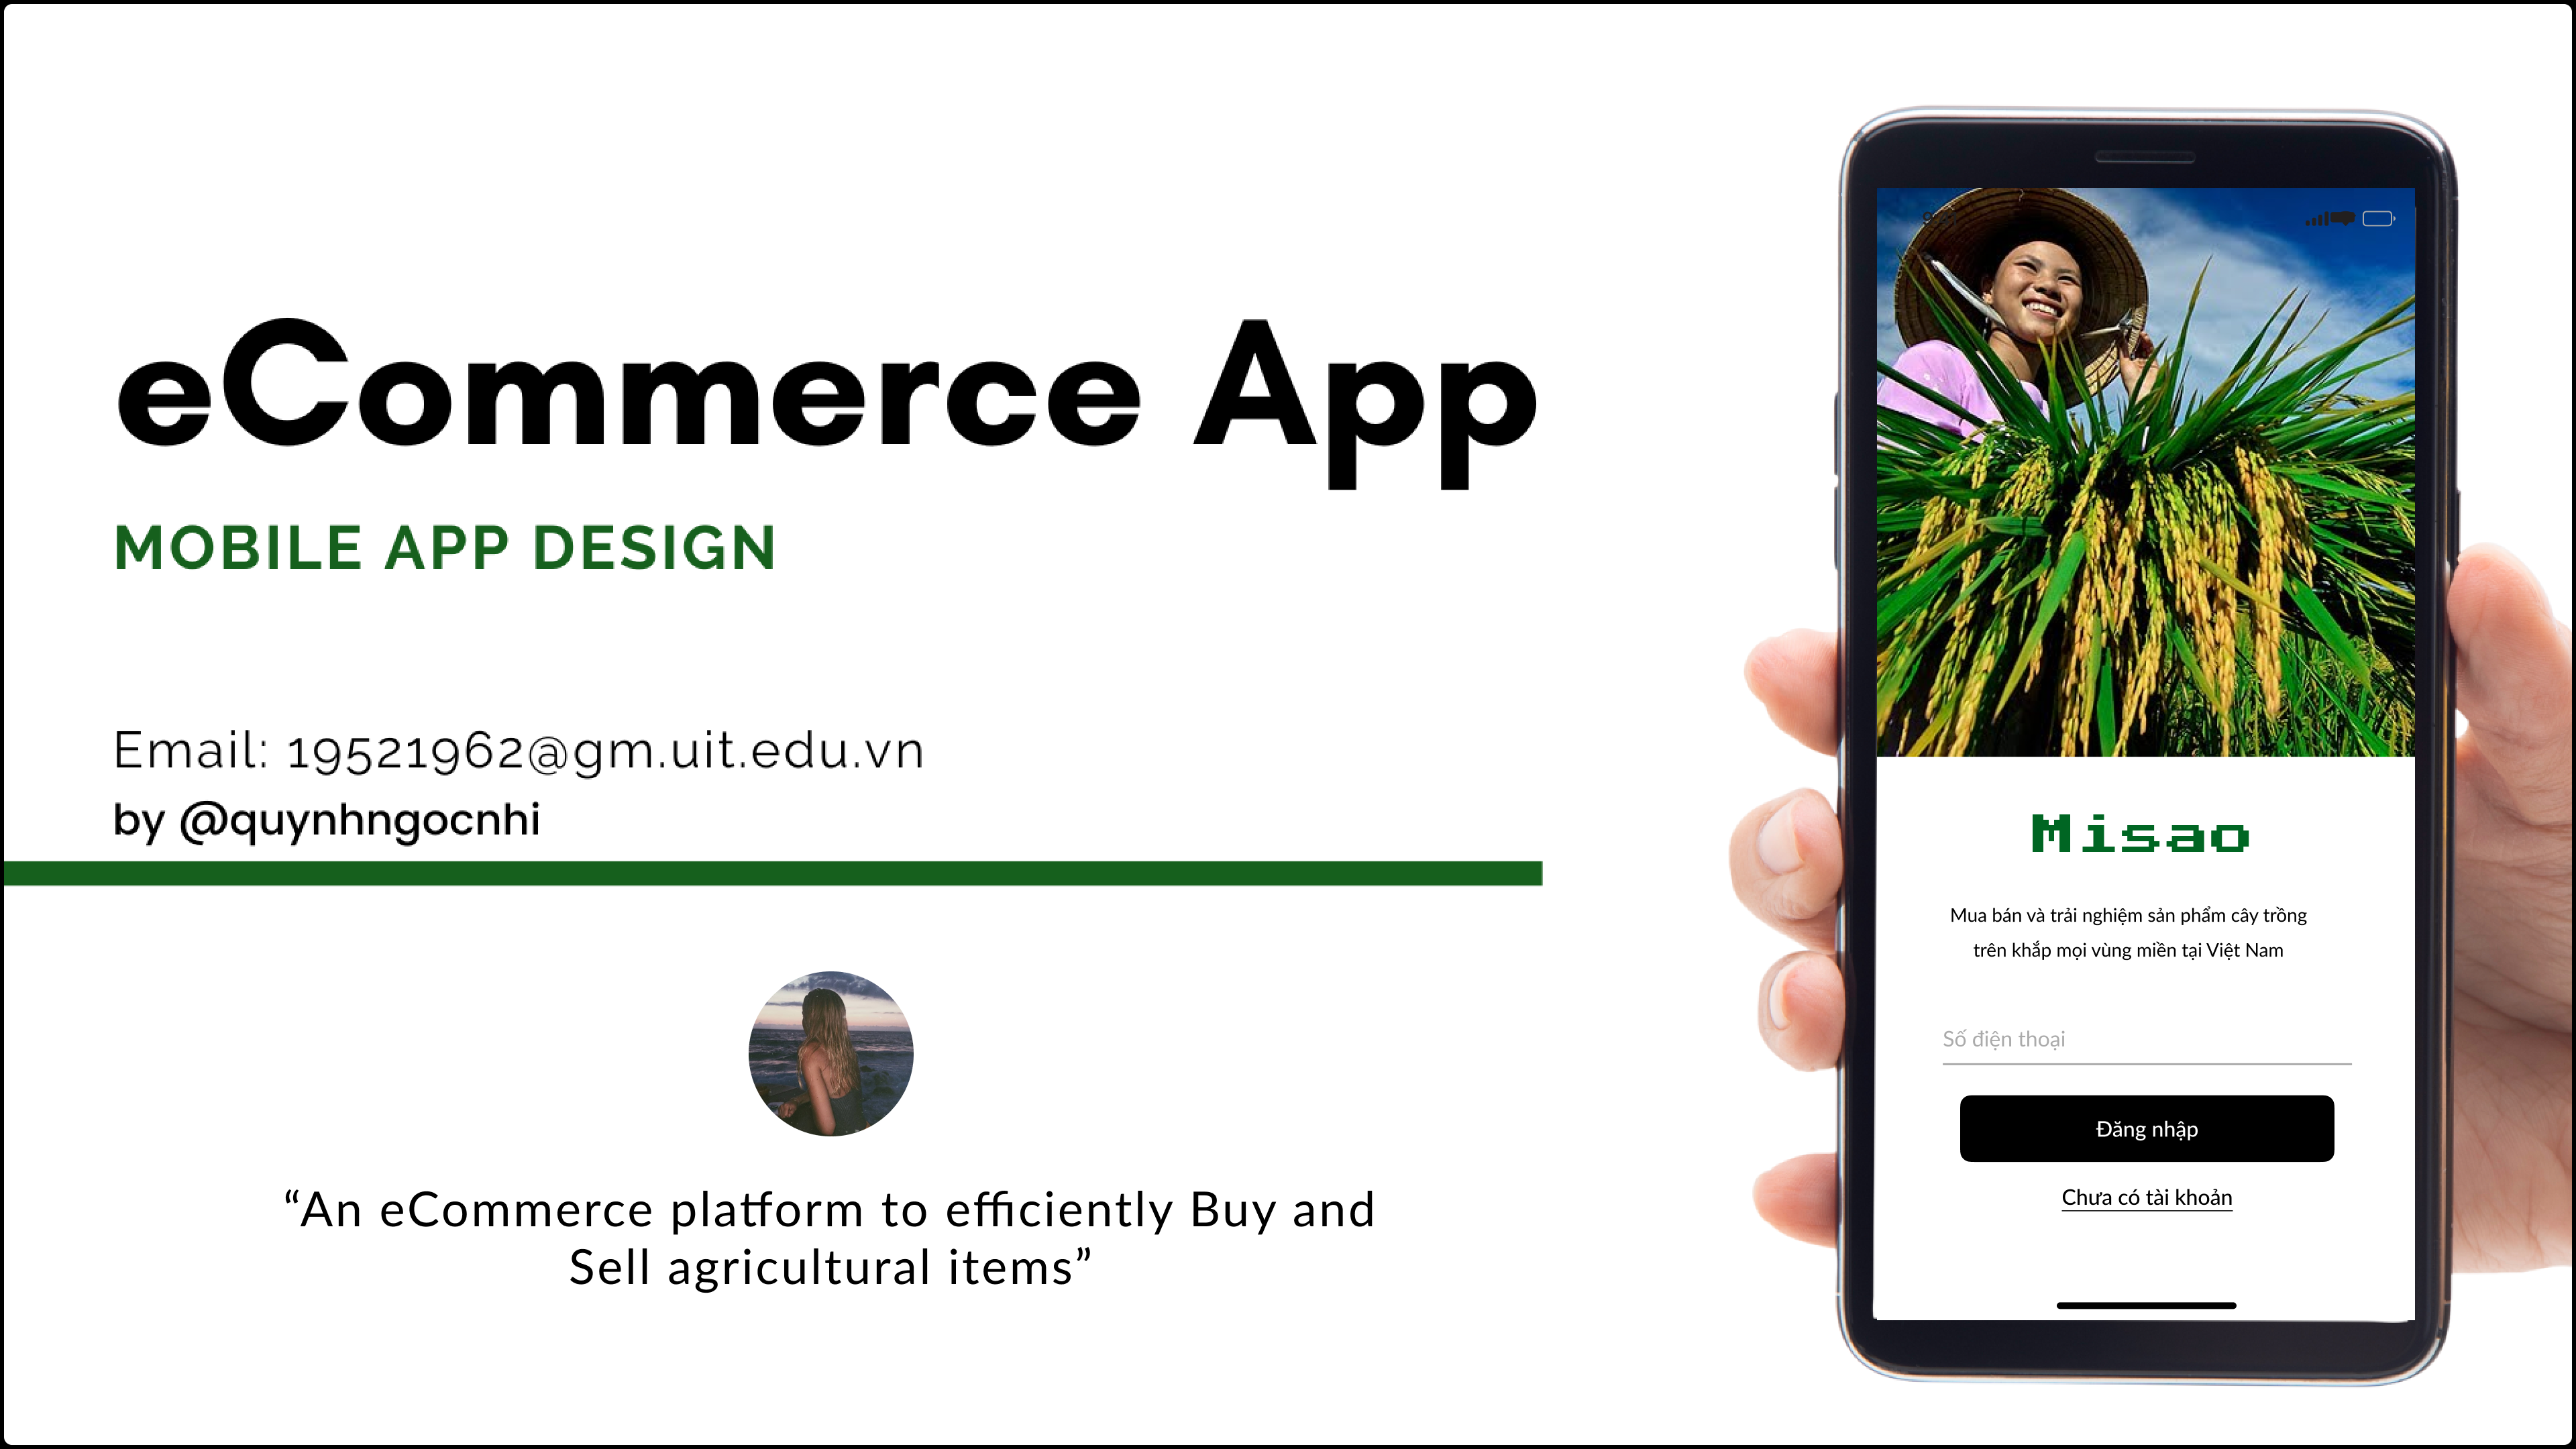 eCommerce App
MOBILE APP DESIGN
Email: 19521962@gm.uit.edu.vn
by @quynhngocnhi
“An eCommerce platform to efficiently Buy and
Sell agricultural items”
Misao
Mua bán và trải nghiệm sản phẩm cây trồng
trên khắp mọi vùng miền tại Việt Nam
Số điện thoại
Đăng nhập
Chưa có tài khoản